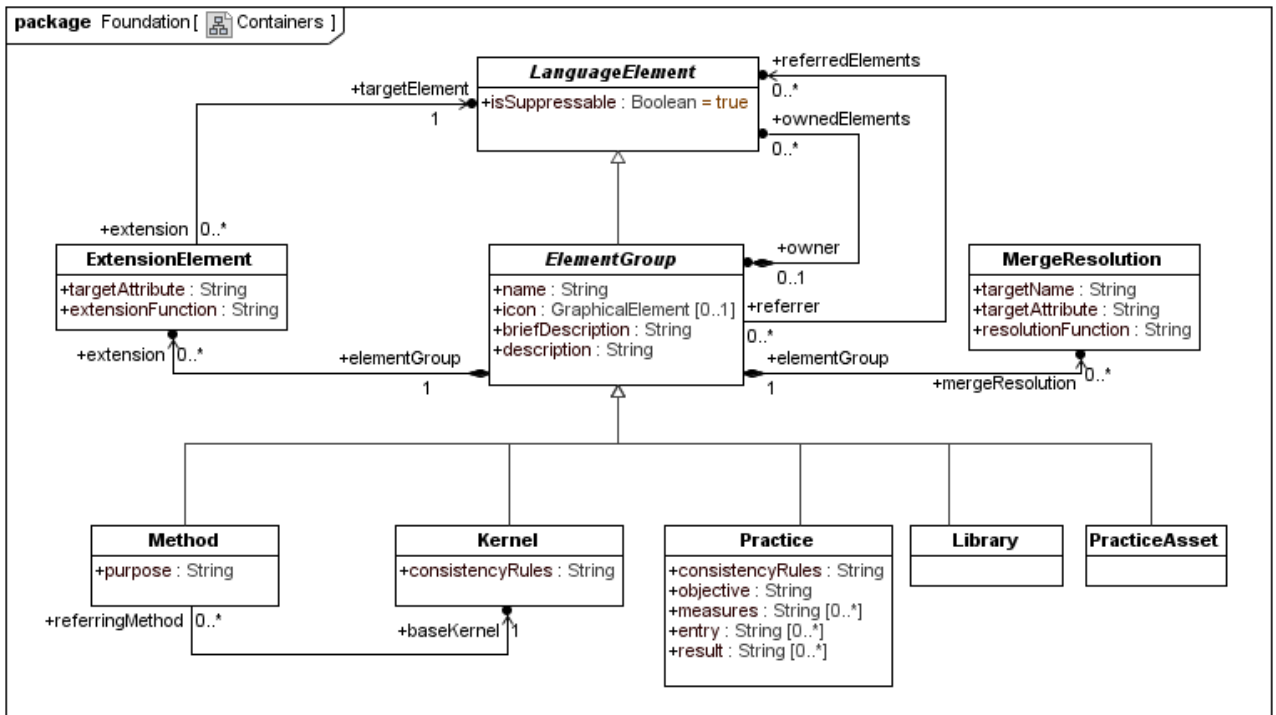 package Foundation [ Containers ]
LanguageElement
+isSuppressable : Boolean = true
+referredElements
0..*
+ownedElements
0..*
+targetElement
1
+extension 0..*
ExtensionElement
+targetAttribute : String
+extensionFunction : String
+extension 0..*
ElementGroup
+name : String
+icon : GraphicalElement [0..1]
+briefDescription : String
+description : String
+owner
0..1
+referrer
0..*
+elementGroup
1
+elementGroup
1
MergeResolution
+targetName : String
+targetAttribute : String
+resolutionFunction : String
+mergeResolution 0..*
Method
+purpose : String
Kernel
+consistencyRules : String
Practice
+consistencyRules : String
+objective : String
+measures : String [0..*]
+entry : String [0..*]
+result : String [0..*]
Library
PracticeAsset
+referringMethod 0..*
+baseKernel 1